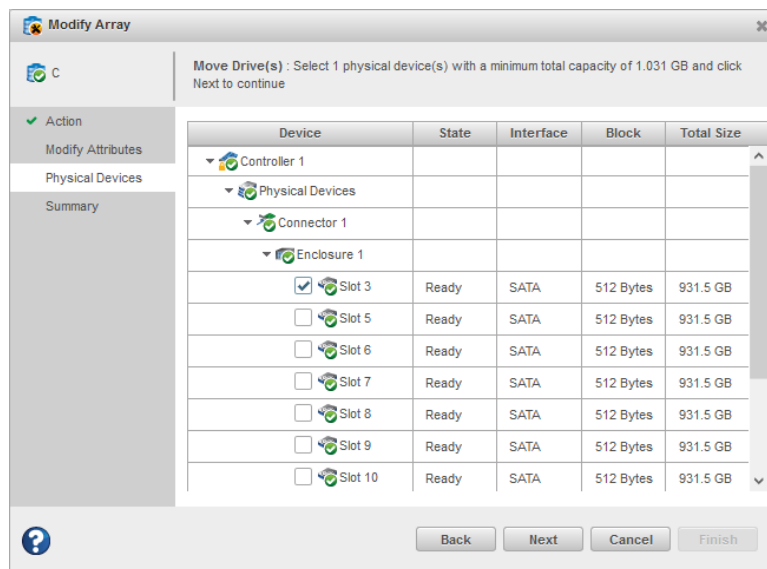 Modify Array
C
Move Drive(s) : Select 1 physical device(s) with a minimum total capacity of 1.031 GB and click
Next to continue
Action
Modify Attributes
Physical Devices
Summary
Device State Interface Block Total Size
Controller 1
Physical Devices
Connector 1
Enclosure 1
Slot 3 Ready SATA 512 Bytes 931.5 GB
Slot 5 Ready SATA 512 Bytes 931.5 GB
Slot 6 Ready SATA 512 Bytes 931.5 GB
Slot 7 Ready SATA 512 Bytes 931.5 GB
Slot 8 Ready SATA 512 Bytes 931.5 GB
Slot 9 Ready SATA 512 Bytes 931.5 GB
Slot 10 Ready SATA 512 Bytes 931.5 GB
? Back Next Cancel Finish